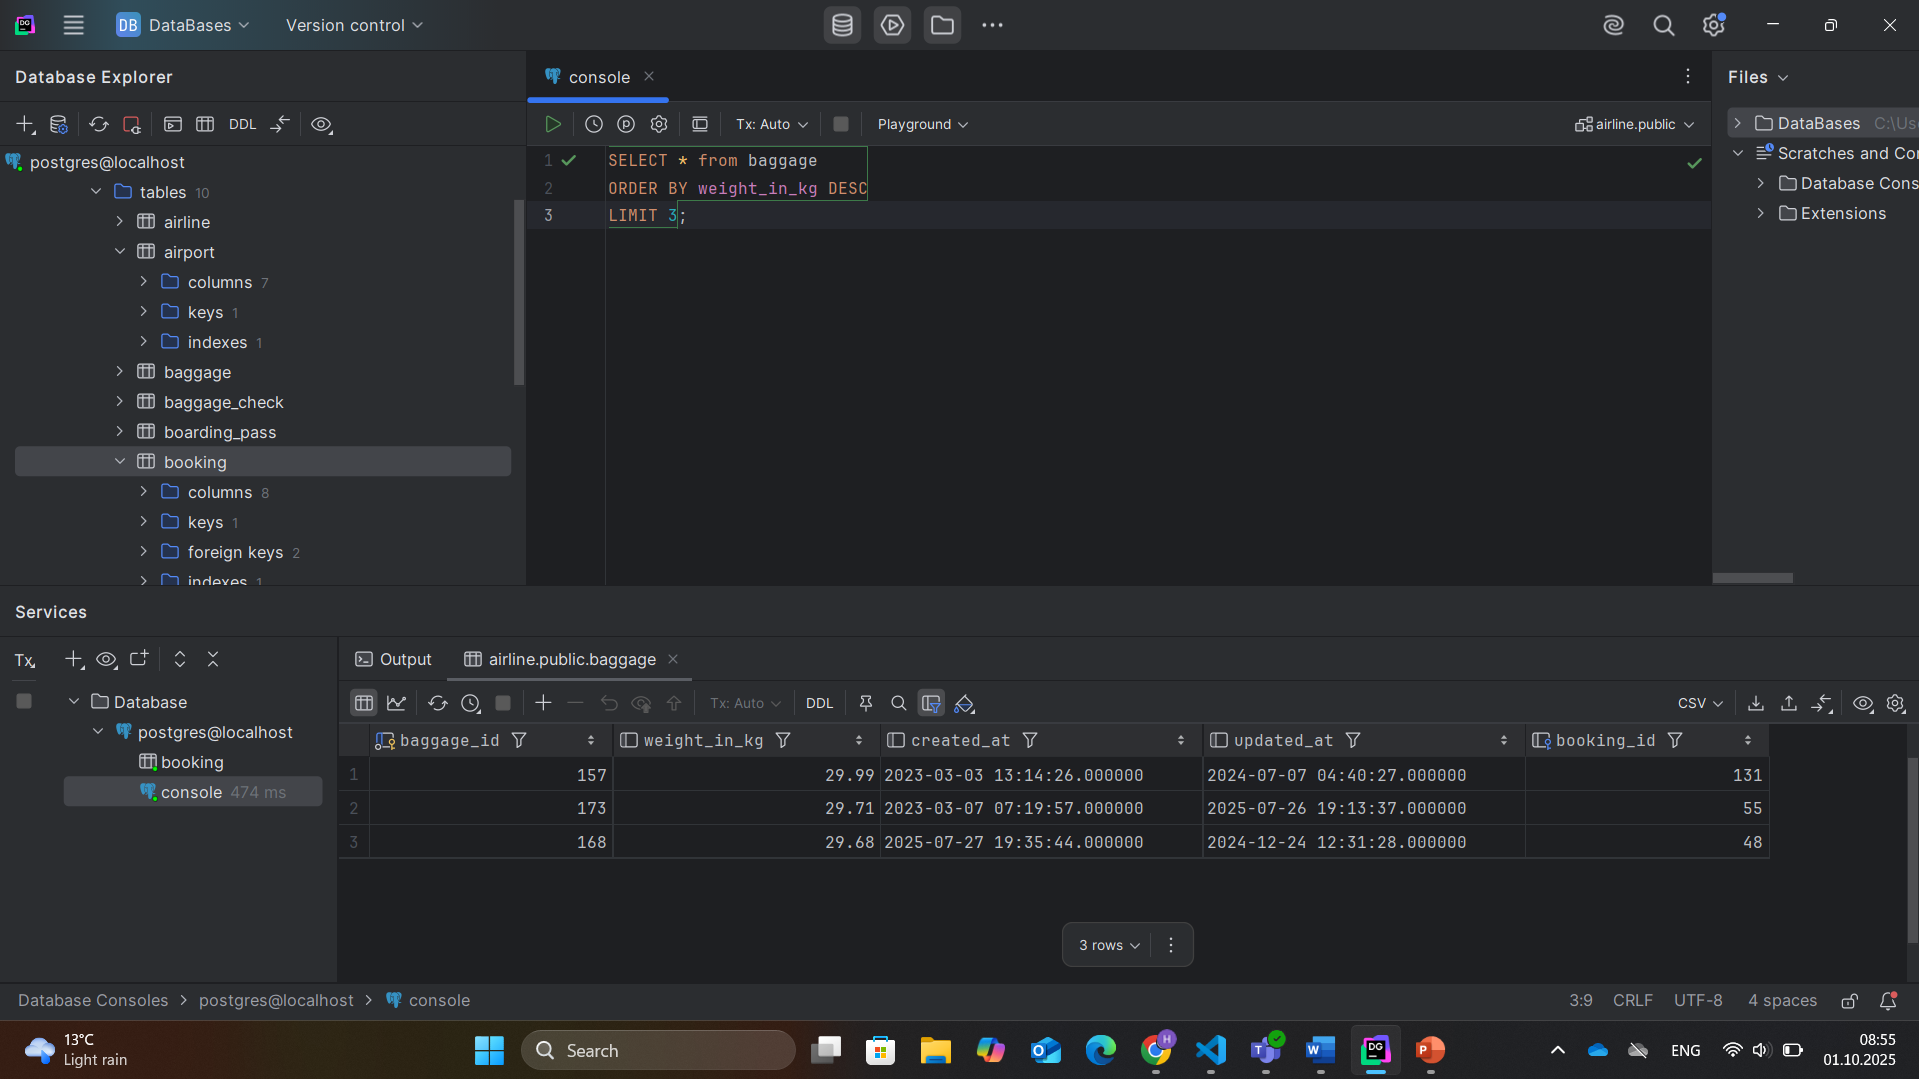 DB DataBases
Version control
Database Explorer
DDL
postgres@localhost
tables 10
airline
airport
columns 7
keys 1
indexes 1
baggage
baggage_check
boarding_pass
booking
columns 8
keys 1
foreign keys 2
indexes 1
console
Tx: Auto
Playground
airline.public
1 SELECT * from baggage
2 ORDER BY weight_in_kg DESC
3 LIMIT 3;
Files
DataBases C:\Use
Scratches and Con
Database Cons
Extensions
Services
Tx
Database
postgres@localhost
booking
console 474 ms
Output
airline.public.baggage
Tx: Auto
DDL
CSV
baggage_id weight_in_kg created_at updated_at booking_id
1 157 29.99 2023-03-03 13:14:26.000000 2024-07-07 04:40:27.000000 131
2 173 29.71 2023-03-07 07:19:57.000000 2025-07-26 19:13:37.000000 55
3 168 29.68 2025-07-27 19:35:44.000000 2024-12-24 12:31:28.000000 48
3 rows
Database Consoles > postgres@localhost > console
3:9 CRLF UTF-8 4 spaces
13°C
Light rain
Search
ENG
08:55
01.10.2025